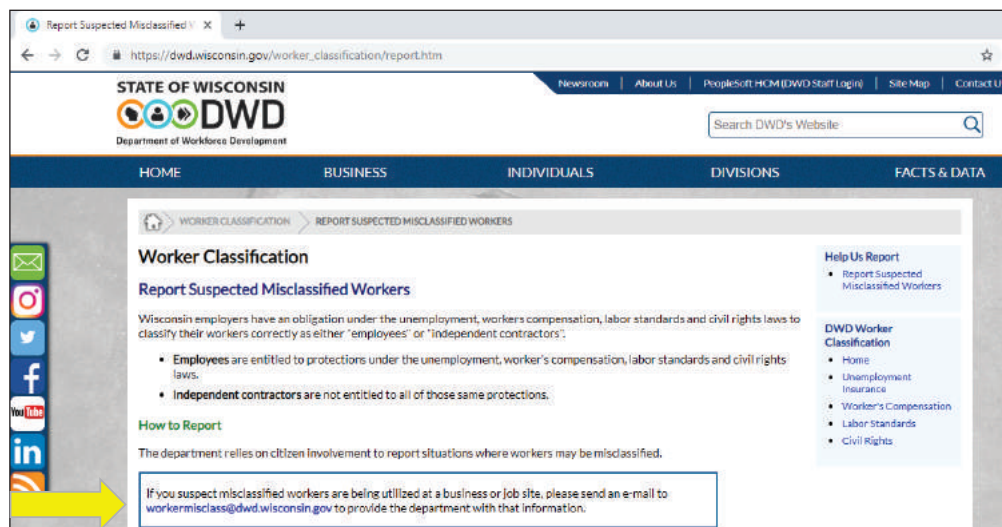 Report Suspected Misclassified W
https://dwd.wisconsin.gov/worker_classification/report.htm
STATE OF WISCONSIN
DWD
Department of Workforce Development
Newsroom | About Us | PeopleSoft HCM (DWD Staff Login) | Site Map | Contact U
Search DWD's Website
HOME BUSINESS INDIVIDUALS DIVISIONS FACTS & DATA
WORKER CLASSIFICATION REPORT SUSPECTED MISCLASSIFIED WORKERS
Worker Classification
Report Suspected Misclassified Workers
Wisconsin employers have an obligation under the unemployment, workers compensation, labor standards and civil rights laws to
classify their workers correctly as either "employees" or "independent contractors".
• Employees are entitled to protections under the unemployment, worker's compensation, labor standards and civil rights
laws.
• Independent contractors are not entitled to all of those same protections.
How to Report
The department relies on citizen involvement to report situations where workers may be misclassified.
If you suspect misclassified workers are being utilized at a business or job site, please send an e-mail to
workermisclass@dwd.wisconsin.gov to provide the department with that information.
Help Us Report
• Report Suspected
Misclassified Workers
DWD Worker
Classification
• Home
• Unemployment
Insurance
• Worker's Compensation
• Labor Standards
• Civil Rights
You Tube
in